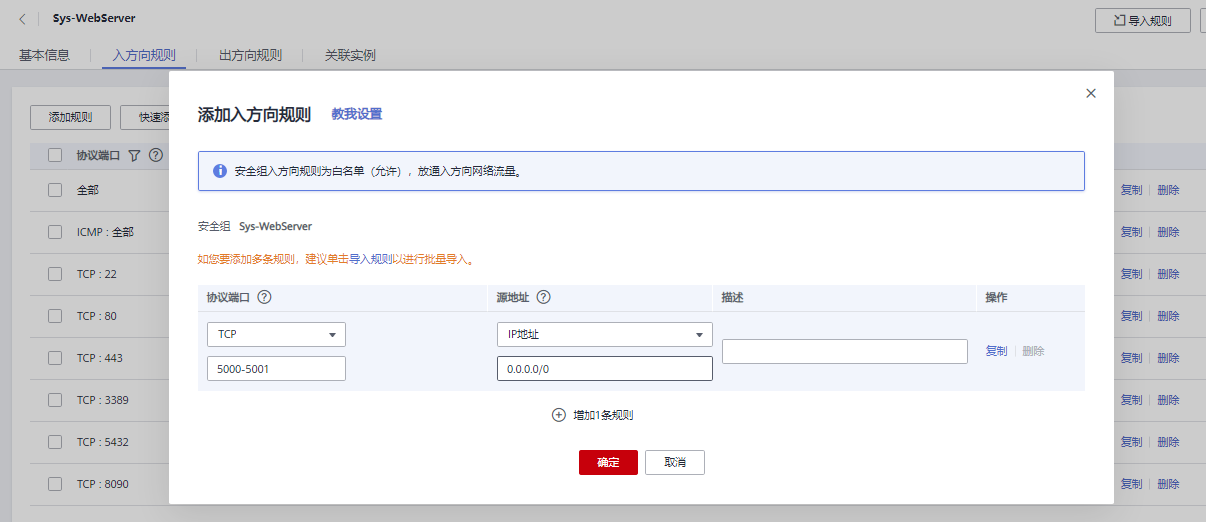 Sys-WebServer
导入规则
基本信息
入方向规则
出方向规则
关联实例
添加规则
快速添
协议端口
全部
复制 删除
ICMP : 全部
复制 删除
TCP : 22
复制 删除
TCP : 80
复制 删除
TCP : 443
复制 删除
TCP : 3389
复制 删除
TCP : 5432
复制 删除
TCP : 8090
复制 删除
添加入方向规则 教我设置
安全组入方向规则为白名单（允许），放通入方向网络流量。
安全组 Sys-WebServer
如您要添加多条规则，建议单击导入规则以进行批量导入。
协议端口 源地址 描述 操作
TCP IP地址
5000-5001 0.0.0.0/0
复制 删除
增加1条规则
确定 取消